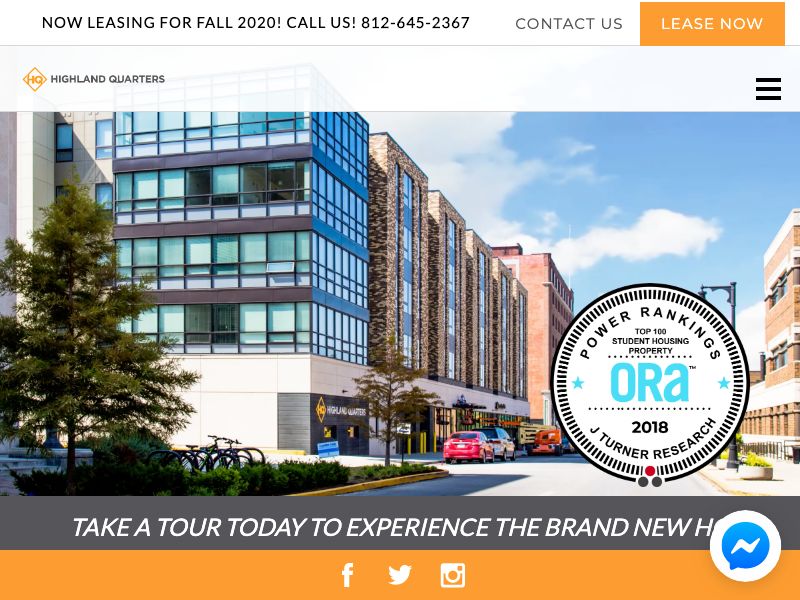 NOW LEASING FOR FALL 2020! CALL US! 812-645-2367
CONTACT US
LEASE NOW
HQ HIGHLAND QUARTERS
HQ HIGHLAND QUARTERS
POWER RANKINGS
TOP 100
STUDENT HOUSING
PROPERTY
ORa™
2018
J TURNER RESEARCH
TAKE A TOUR TODAY TO EXPERIENCE THE BRAND NEW